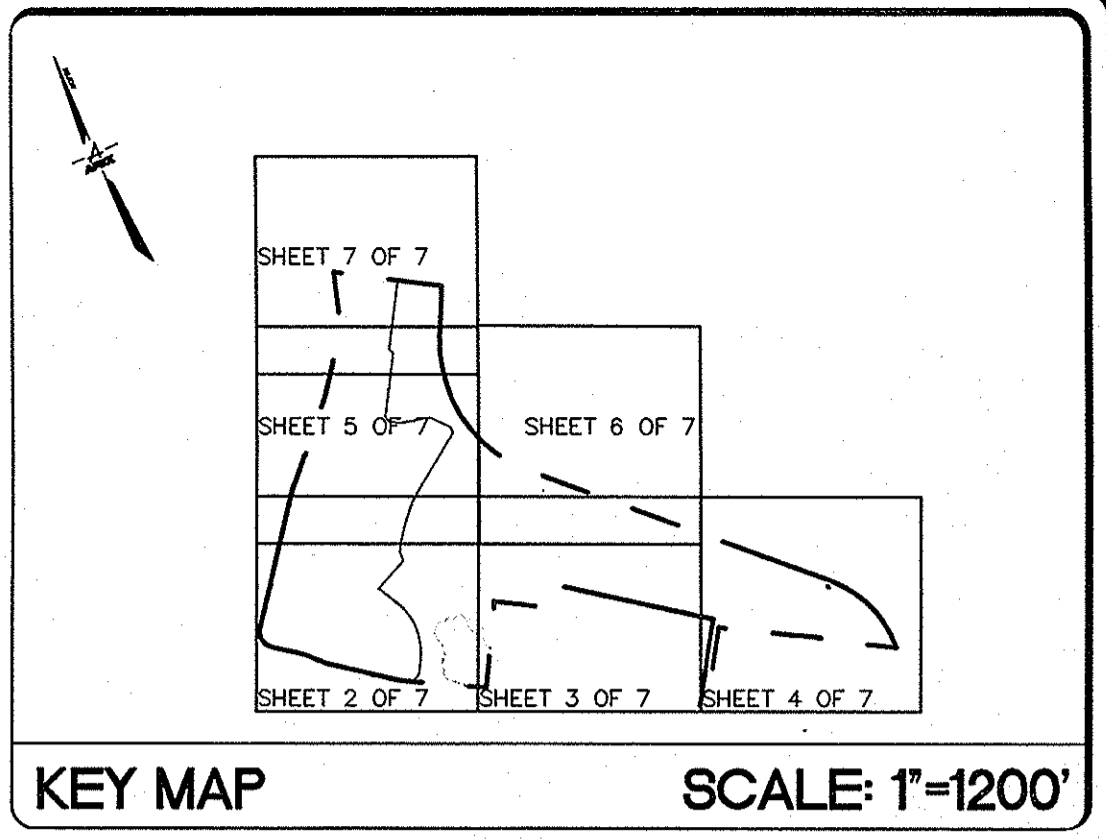 SHEET 7 OF 7
SHEET 5 OF 7
SHEET 6 OF 7
SHEET 2 OF 7
SHEET 3 OF 7
SHEET 4 OF 7
KEY MAP
SCALE: 1"=1200'